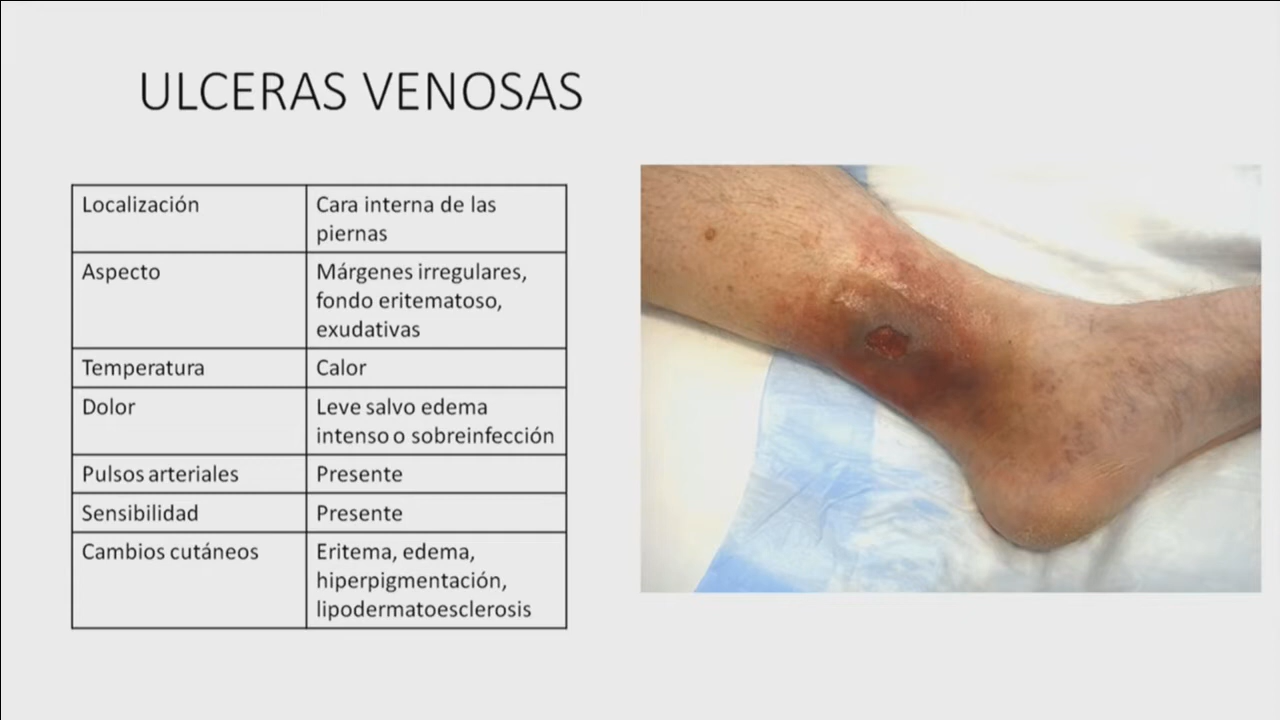 ULCERAS VENOSAS
Localización
Cara interna de las
piernas
Aspecto
Márgenes irregulares,
fondo eritematoso,
exudativas
Temperatura
Calor
Dolor
Leve salvo edema
intenso o sobreinfección
Pulsos arteriales
Presente
Sensibilidad
Presente
Cambios cutáneos
Eritema, edema,
hiperpigmentación,
lipodermatoesclerosis